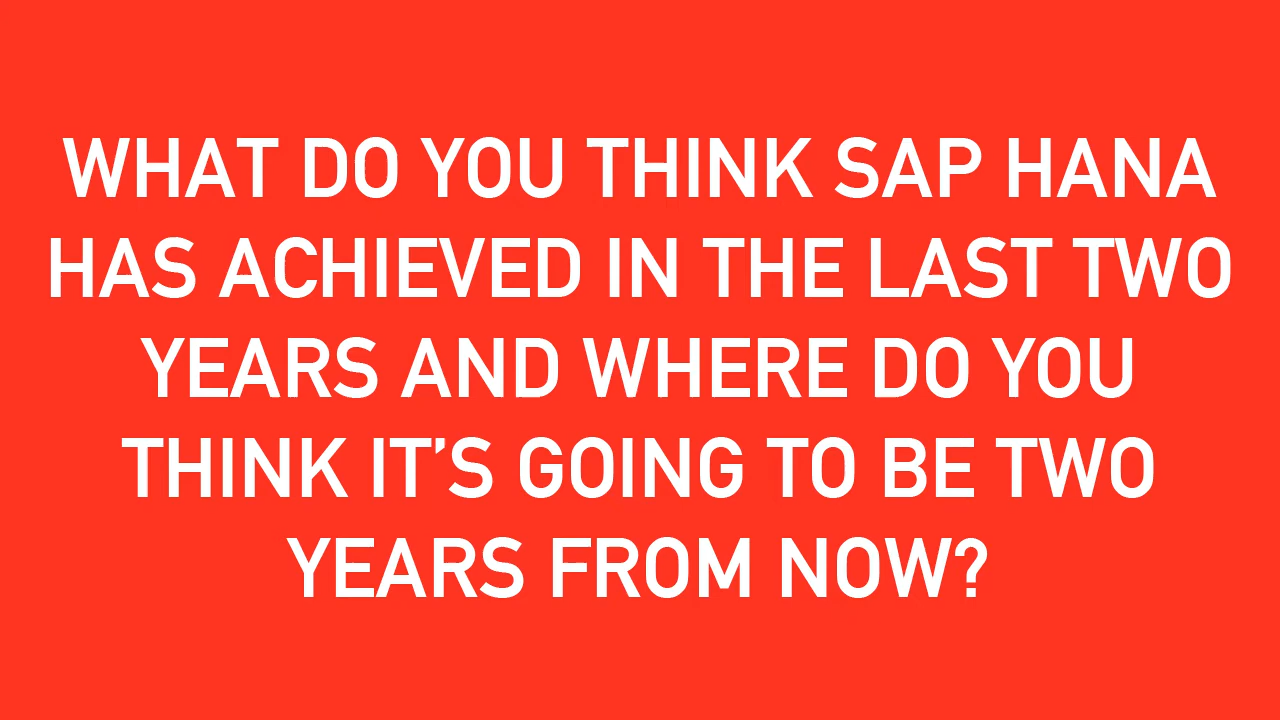 WHAT DO YOU THINK SAP HANA
HAS ACHIEVED IN THE LAST TWO
YEARS AND WHERE DO YOU
THINK IT'S GOING TO BE TWO
YEARS FROM NOW?